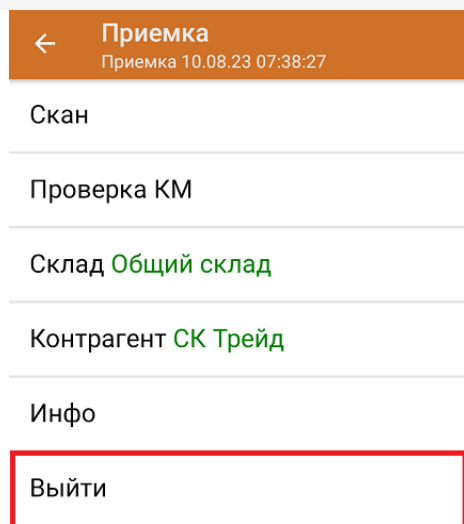 Приемка
Приемка 10.08.23 07:38:27
Скан
Проверка КМ
Склад Общий склад
Контрагент СК Трейд
Инфо
Выйти